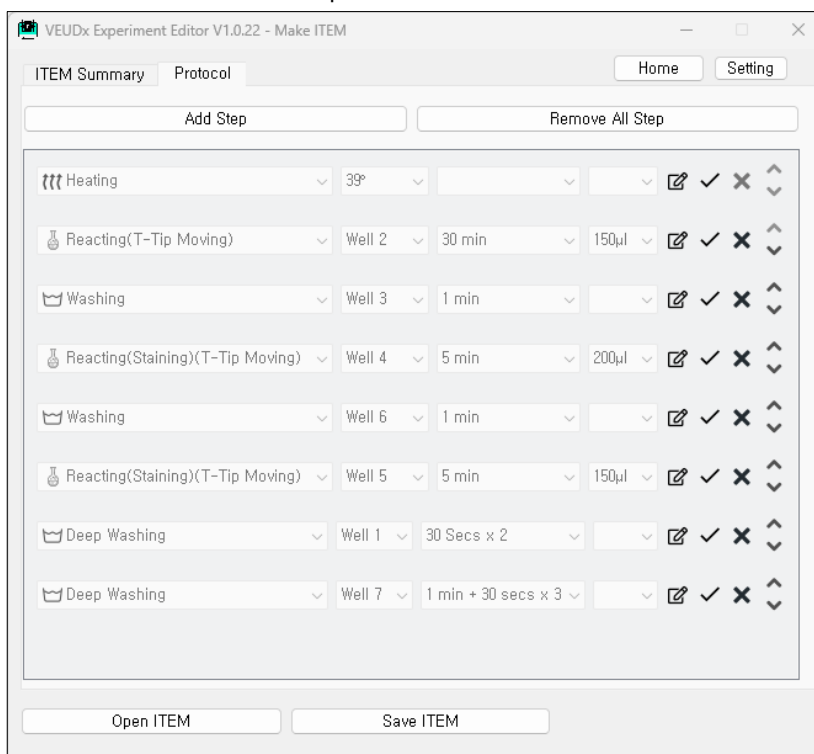 VEUDx Experiment Editor V1.0.22 - Make ITEM
ITEM Summary Protocol Home Setting
Add Step Remove All Step
Heating 39º
Reacting(T-Tip Moving) Well 2 30 min 150µl
Washing Well 3 1 min
Reacting(Staining)(T-Tip Moving) Well 4 5 min 200µl
Washing Well 6 1 min
Reacting(Staining)(T-Tip Moving) Well 5 5 min 150µl
Deep Washing Well 1 30 Secs x 2
Deep Washing Well 7 1 min + 30 secs x 3
Open ITEM Save ITEM